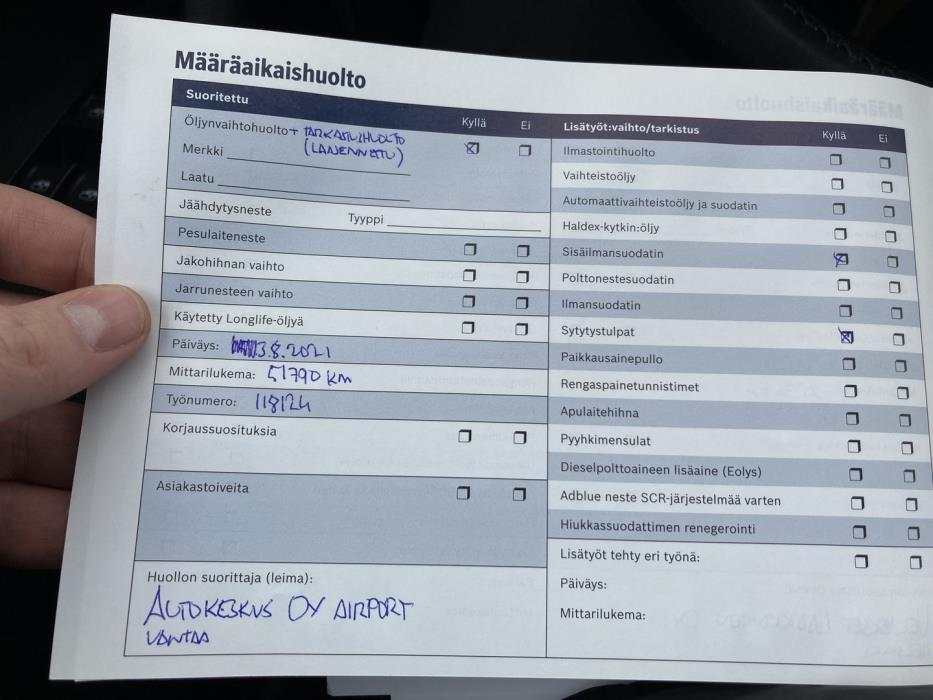 Määräaikaishuolto
Suoritettu
Kyllä Ei
Öljynvaihtohuolto + TARKASTUSHUOLTO
(LAAJENNETTU)
Merkki
Laatu
Jäähdytysneste Tyyppi
Pesulaiteneste
Jakohihnan vaihto
Jarrunesteen vaihto
Käytetty Longlife-öljyä
Päiväys: 3.8.2021
Mittarilukema: 51790 km
Työnumero: 118124
Korjaussuosituksia
Asiakastoiveita
Huollon suorittaja (leima):
AUTOKESKUS OY AIRPORT
VANTAA
Lisätyöt:vaihto/tarkistus Kyllä Ei
Ilmastointihuolto
Vaihteistoöljy
Automaattivaihteistoöljy ja suodatin
Haldex-kytkin:öljy
Sisäilmansuodatin
Polttonestesuodatin
Ilmansuodatin
Sytytystulpat
Paikkausainepullo
Rengaspainetunnistimet
Apulaitehihna
Pyyhkimensulat
Dieselpolttoaineen lisäaine (Eolys)
Adblue neste SCR-järjestelmää varten
Hiukkassuodattimen renegerointi
Lisätyöt tehty eri työnä:
Päiväys:
Mittarilukema: